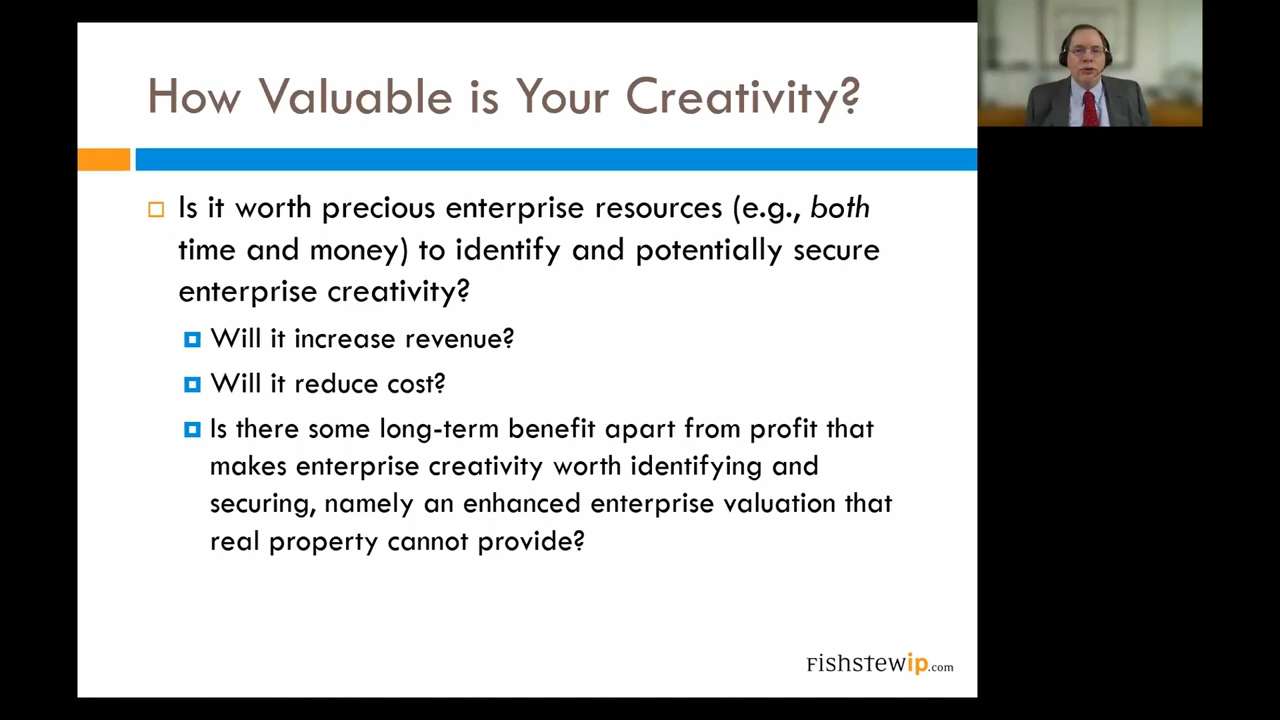 How Valuable is Your Creativity?
Is it worth precious enterprise resources (e.g., both
time and money) to identify and potentially secure
enterprise creativity?
Will it increase revenue?
Will it reduce cost?
Is there some long-term benefit apart from profit that
makes enterprise creativity worth identifying and
securing, namely an enhanced enterprise valuation that
real property cannot provide?
Fishstewip.com